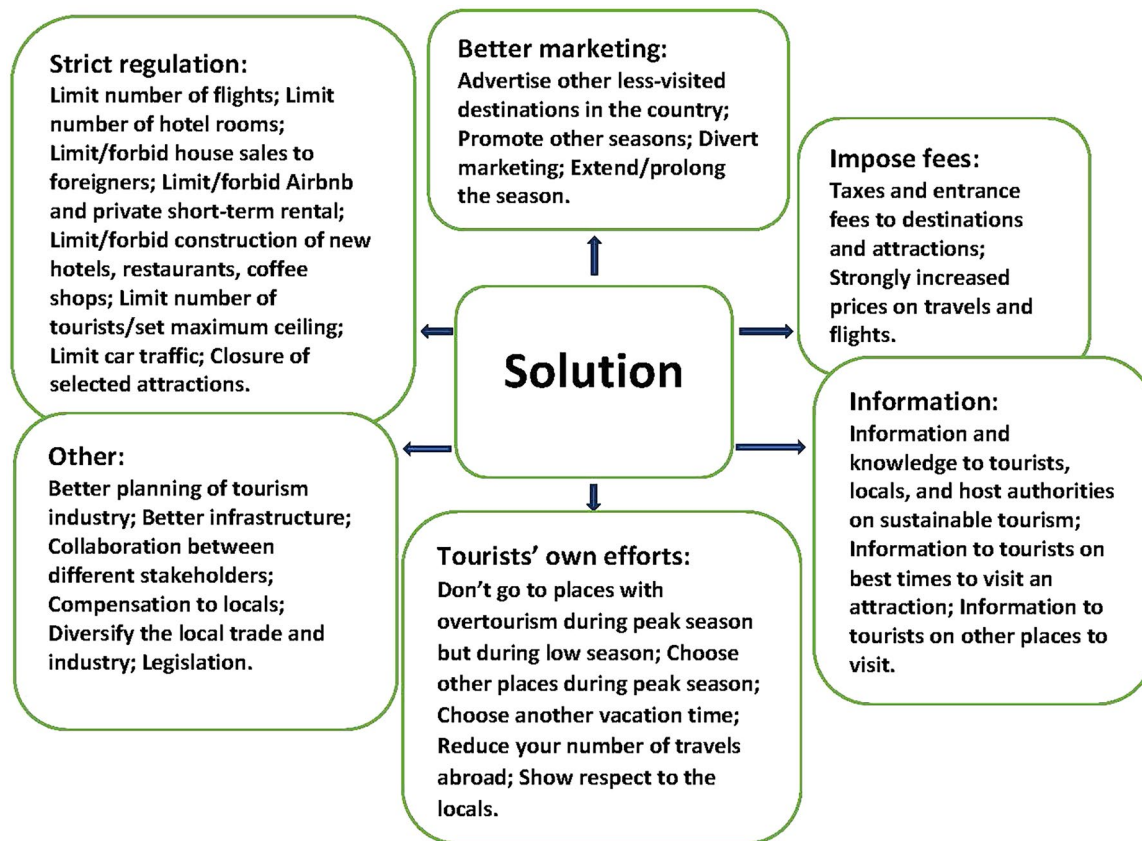 Strict regulation:
Limit number of flights; Limit
number of hotel rooms;
Limit/forbid house sales to
foreigners; Limit/forbid Airbnb
and private short-term rental;
Limit/forbid construction of new
hotels, restaurants, coffee
shops; Limit number of
tourists/set maximum ceiling;
Limit car traffic; Closure of
selected attractions.
Better marketing:
Advertise other less-visited
destinations in the country;
Promote other seasons; Divert
marketing; Extend/prolong
the season.
Impose fees:
Taxes and entrance
fees to destinations
and attractions;
Strongly increased
prices on travels and
flights.
Solution
Other:
Better planning of tourism
industry; Better infrastructure;
Collaboration between
different stakeholders;
Compensation to locals;
Diversify the local trade and
industry; Legislation.
Tourists’ own efforts:
Don’t go to places with
overtourism during peak season
but during low season; Choose
other places during peak season;
Choose another vacation time;
Reduce your number of travels
abroad; Show respect to the
locals.
Information:
Information and
knowledge to tourists,
locals, and host authorities
on sustainable tourism;
Information to tourists on
best times to visit an
attraction; Information to
tourists on other places to
visit.